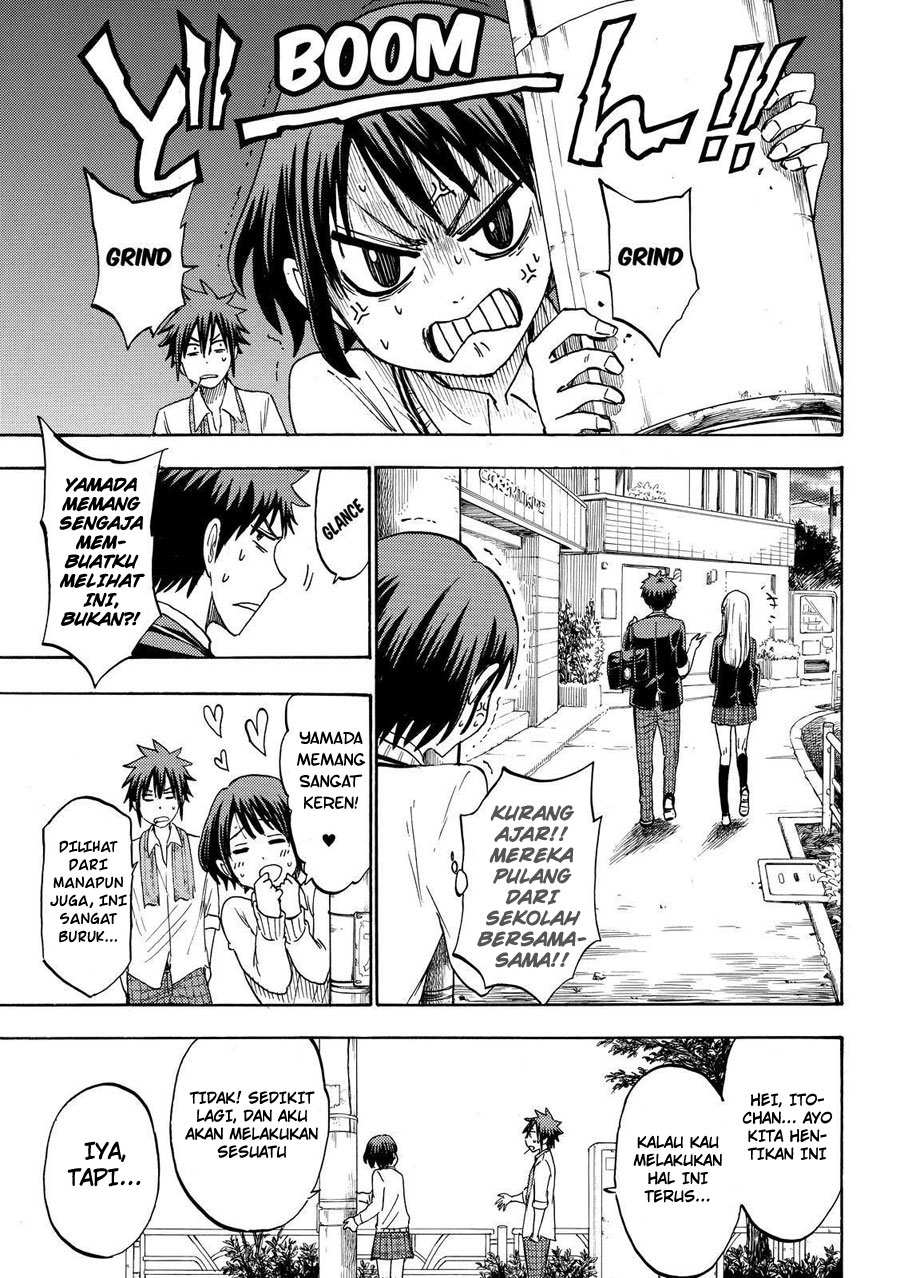 ど
BOOM
ん!!!
GRIND
GRIND
KURANG
AJAR!!
MEREKA
PULANG
DARI
SEKOLAH
BERSAMA-
SAMA!!
GLANCE
YAMADA
MEMANG
SENGAJA
MEM-
BUATKU
MELIHAT
INI,
BUKAN?!
YAMADA
MEMANG
SANGAT
KEREN!
♥
DILIHAT
DARI
MANAPUN
JUGA, INI
SANGAT
BURUK...
HEI, ITO-
CHAN... AYO
KITA HEN-
TIKAN INI
KALAU KAU
MELAKUKAN
HAL INI
TERUS...
TIDAK! SEDIKIT
LAGI, DAN AKU
AKAN MELAKUKAN
SESUATU
IYA,
TAPI...